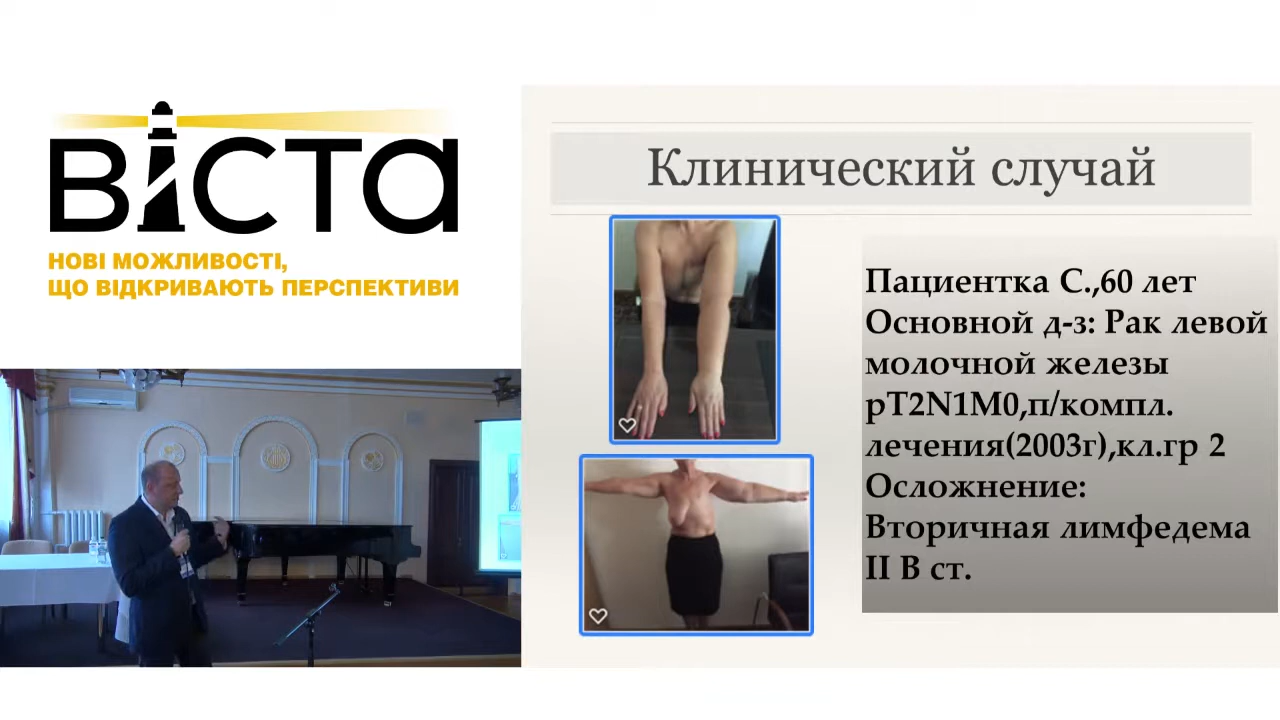 ВІСТА
НОВІ МОЖЛИВОСТІ,
ЩО ВІДКРИВАЮТЬ ПЕРСПЕКТИВИ
Клинический случай
Пациентка С.,60 лет
Основной д-з: Рак левой
молочной железы
рТ2N1M0,п/компл.
лечения(2003г),кл.гр 2
Осложнение:
Вторичная лимфедема
II В ст.